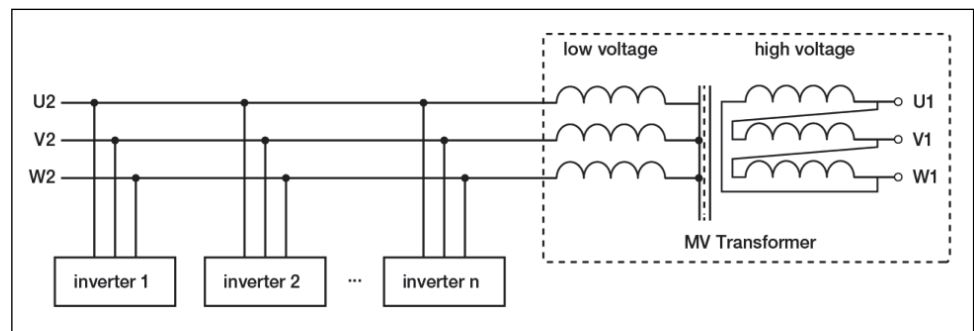 low voltage high voltage
U2 U1
V2 V1
W2 W1
MV Transformer
inverter 1 inverter 2 ... inverter n